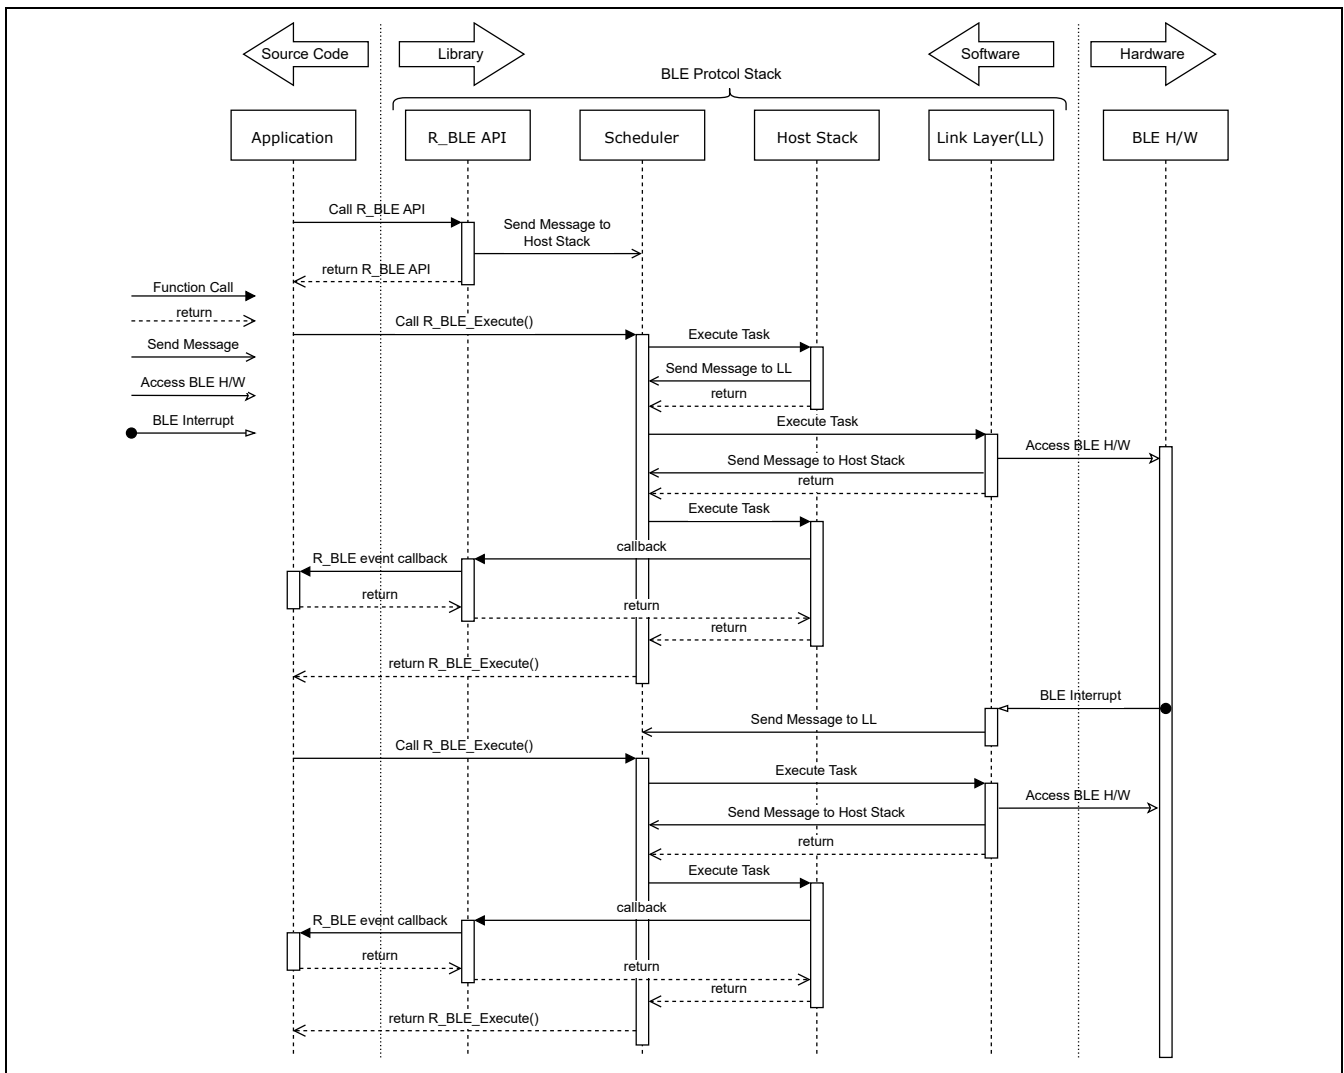 Source Code
Library
Software
Hardware
BLE Protcol Stack
Application
R_BLE API
Scheduler
Host Stack
Link Layer(LL)
BLE H/W
Call R_BLE API
Send Message to
Host Stack
return R_BLE API
Function Call
return
Send Message
Access BLE H/W
BLE Interrupt
Call R_BLE_Execute()
Execute Task
Send Message to LL
return
Execute Task
Access BLE H/W
Send Message to Host Stack
return
Execute Task
callback
R_BLE event callback
return
return
return
return R_BLE_Execute()
BLE Interrupt
Send Message to LL
Call R_BLE_Execute()
Execute Task
Access BLE H/W
Send Message to Host Stack
return
Execute Task
callback
R_BLE event callback
return
return
return
return R_BLE_Execute()